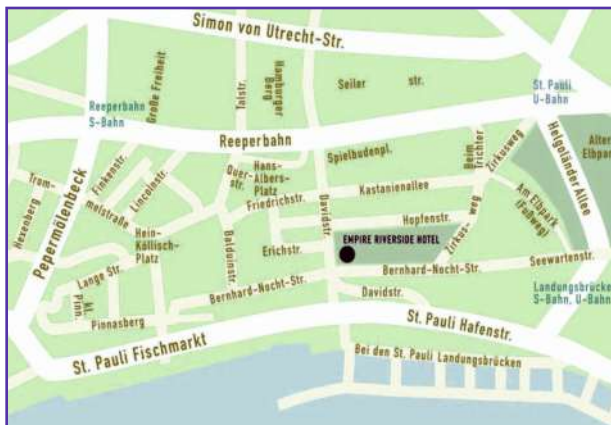 Simon von Utrecht-Str.
Große Freiheit
Talstr.
Hamburger
Berg
Seiler str.
St. Pauli
U-Bahn
Reeperbahn
S-Bahn
Reeperbahn
Spielbudenpl.
Beim
Trichter
Zirkusweg
Helgoländer Allee
Alter
Elbpark
Finkenstr.
Lincolnstr.
Quer-
str.
Hans-
Albers-
Platz
Trom-
melstraße
Hezenberg
Pepermölenbeck
Kastanienallee
Am Elbpark
(Fußweg)
Friedrichstr.
Davidstr.
Hopfenstr.
Zirkus-
weg
Hein-
Köllisch-
Platz
Balduinstr.
Erichstr.
EMPIRE RIVERSIDE HOTEL
Lange Str.
Bernhard-Nocht-Str.
Bernhard-Nocht-Str.
Seewartenstr.
kl.
Pinn.
Pinnasberg
Davidstr.
Landungsbrücken
S-Bahn, U-Bahn
St. Pauli Fischmarkt
St. Pauli Hafenstr.
Bei den St. Pauli Landungsbrücken